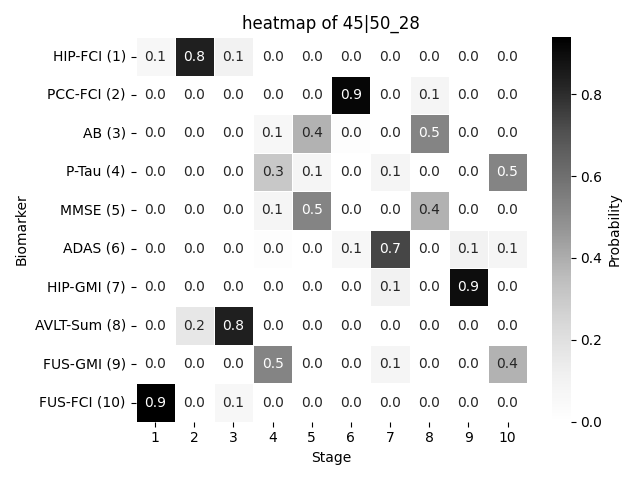 heatmap of 45|50_28
HIP-FCI (1) 0.1 0.8 0.1 0.0 0.0 0.0 0.0 0.0 0.0 0.0
PCC-FCI (2) 0.0 0.0 0.0 0.0 0.0 0.9 0.0 0.1 0.0 0.0
AB (3) 0.0 0.0 0.0 0.1 0.4 0.0 0.0 0.5 0.0 0.0
P-Tau (4) 0.0 0.0 0.0 0.3 0.1 0.0 0.1 0.0 0.0 0.5
MMSE (5) 0.0 0.0 0.0 0.1 0.5 0.0 0.0 0.4 0.0 0.0
ADAS (6) 0.0 0.0 0.0 0.0 0.0 0.1 0.7 0.0 0.1 0.1
HIP-GMI (7) 0.0 0.0 0.0 0.0 0.0 0.0 0.1 0.0 0.9 0.0
AVLT-Sum (8) 0.0 0.2 0.8 0.0 0.0 0.0 0.0 0.0 0.0 0.0
FUS-GMI (9) 0.0 0.0 0.0 0.5 0.0 0.0 0.1 0.0 0.0 0.4
FUS-FCI (10) 0.9 0.0 0.1 0.0 0.0 0.0 0.0 0.0 0.0 0.0
1 2 3 4 5 6 7 8 9 10
Stage
Biomarker
0.8
0.6
0.4
0.2
0.0
Probability